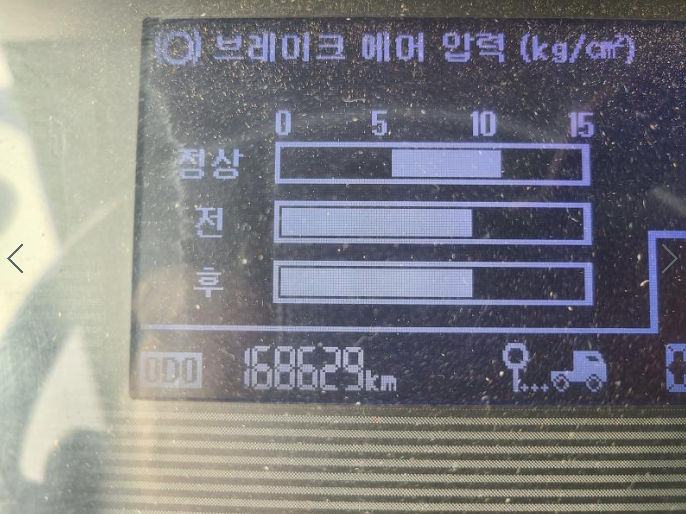 브레이크 에어 압력 (kg/cm²)
0 5 10 15
정상
전
후
ODO 168629km